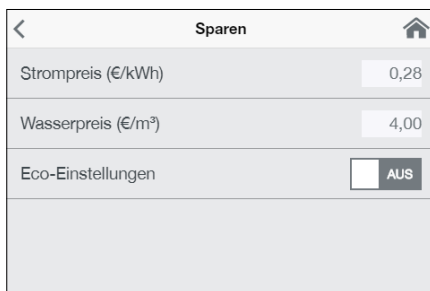 Sparen
Strompreis (€/kWh) 0,28
Wasserpreis (€/m³) 4,00
Eco-Einstellungen AUS